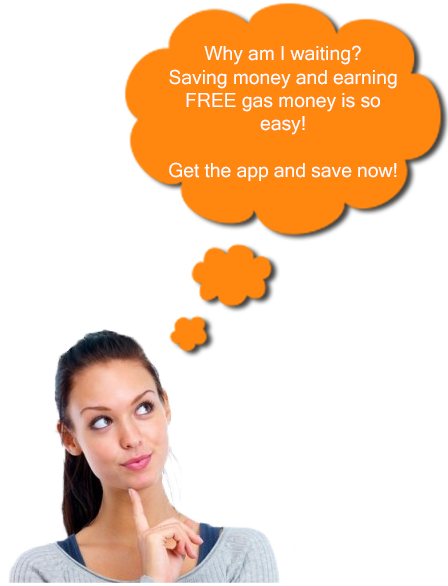 Why am I waiting?
Saving money and earning
FREE gas money is so
easy!
Get the app and save now!